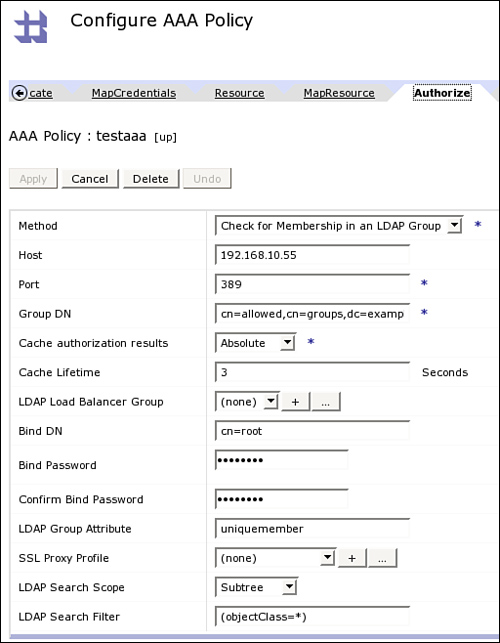 Configure AAA Policy
cate MapCredentials Resource MapResource Authorize
AAA Policy : testaaa [up]
Apply Cancel Delete Undo
Method Check for Membership in an LDAP Group *
Host 192.168.10.55
Port 389 *
Group DN cn=allowed,cn=groups,dc=examp *
Cache authorization results Absolute *
Cache Lifetime 3 Seconds
LDAP Load Balancer Group (none) + ...
Bind DN cn=root
Bind Password ••••••••
Confirm Bind Password ••••••••
LDAP Group Attribute uniquemember
SSL Proxy Profile (none) + ...
LDAP Search Scope Subtree
LDAP Search Filter (objectClass=*)